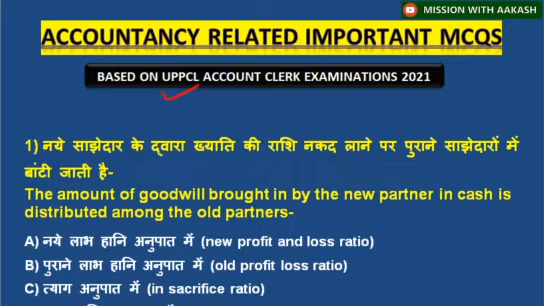 MISSION WITH AAKASH
ACCOUNTANCY RELATED IMPORTANT MCQS
BASED ON UPPCL ACCOUNT CLERK EXAMINATIONS 2021
1) नये साझेदार के द्वारा ख्याति की राशि नकद लाने पर पुराने साझेदारों में
बांटी जाती है-
The amount of goodwill brought in by the new partner in cash is
distributed among the old partners-
A) नये लाभ हानि अनुपात में (new profit and loss ratio)
B) पुराने लाभ हानि अनुपात में (old profit loss ratio)
C) त्याग अनुपात में (in sacrifice ratio)